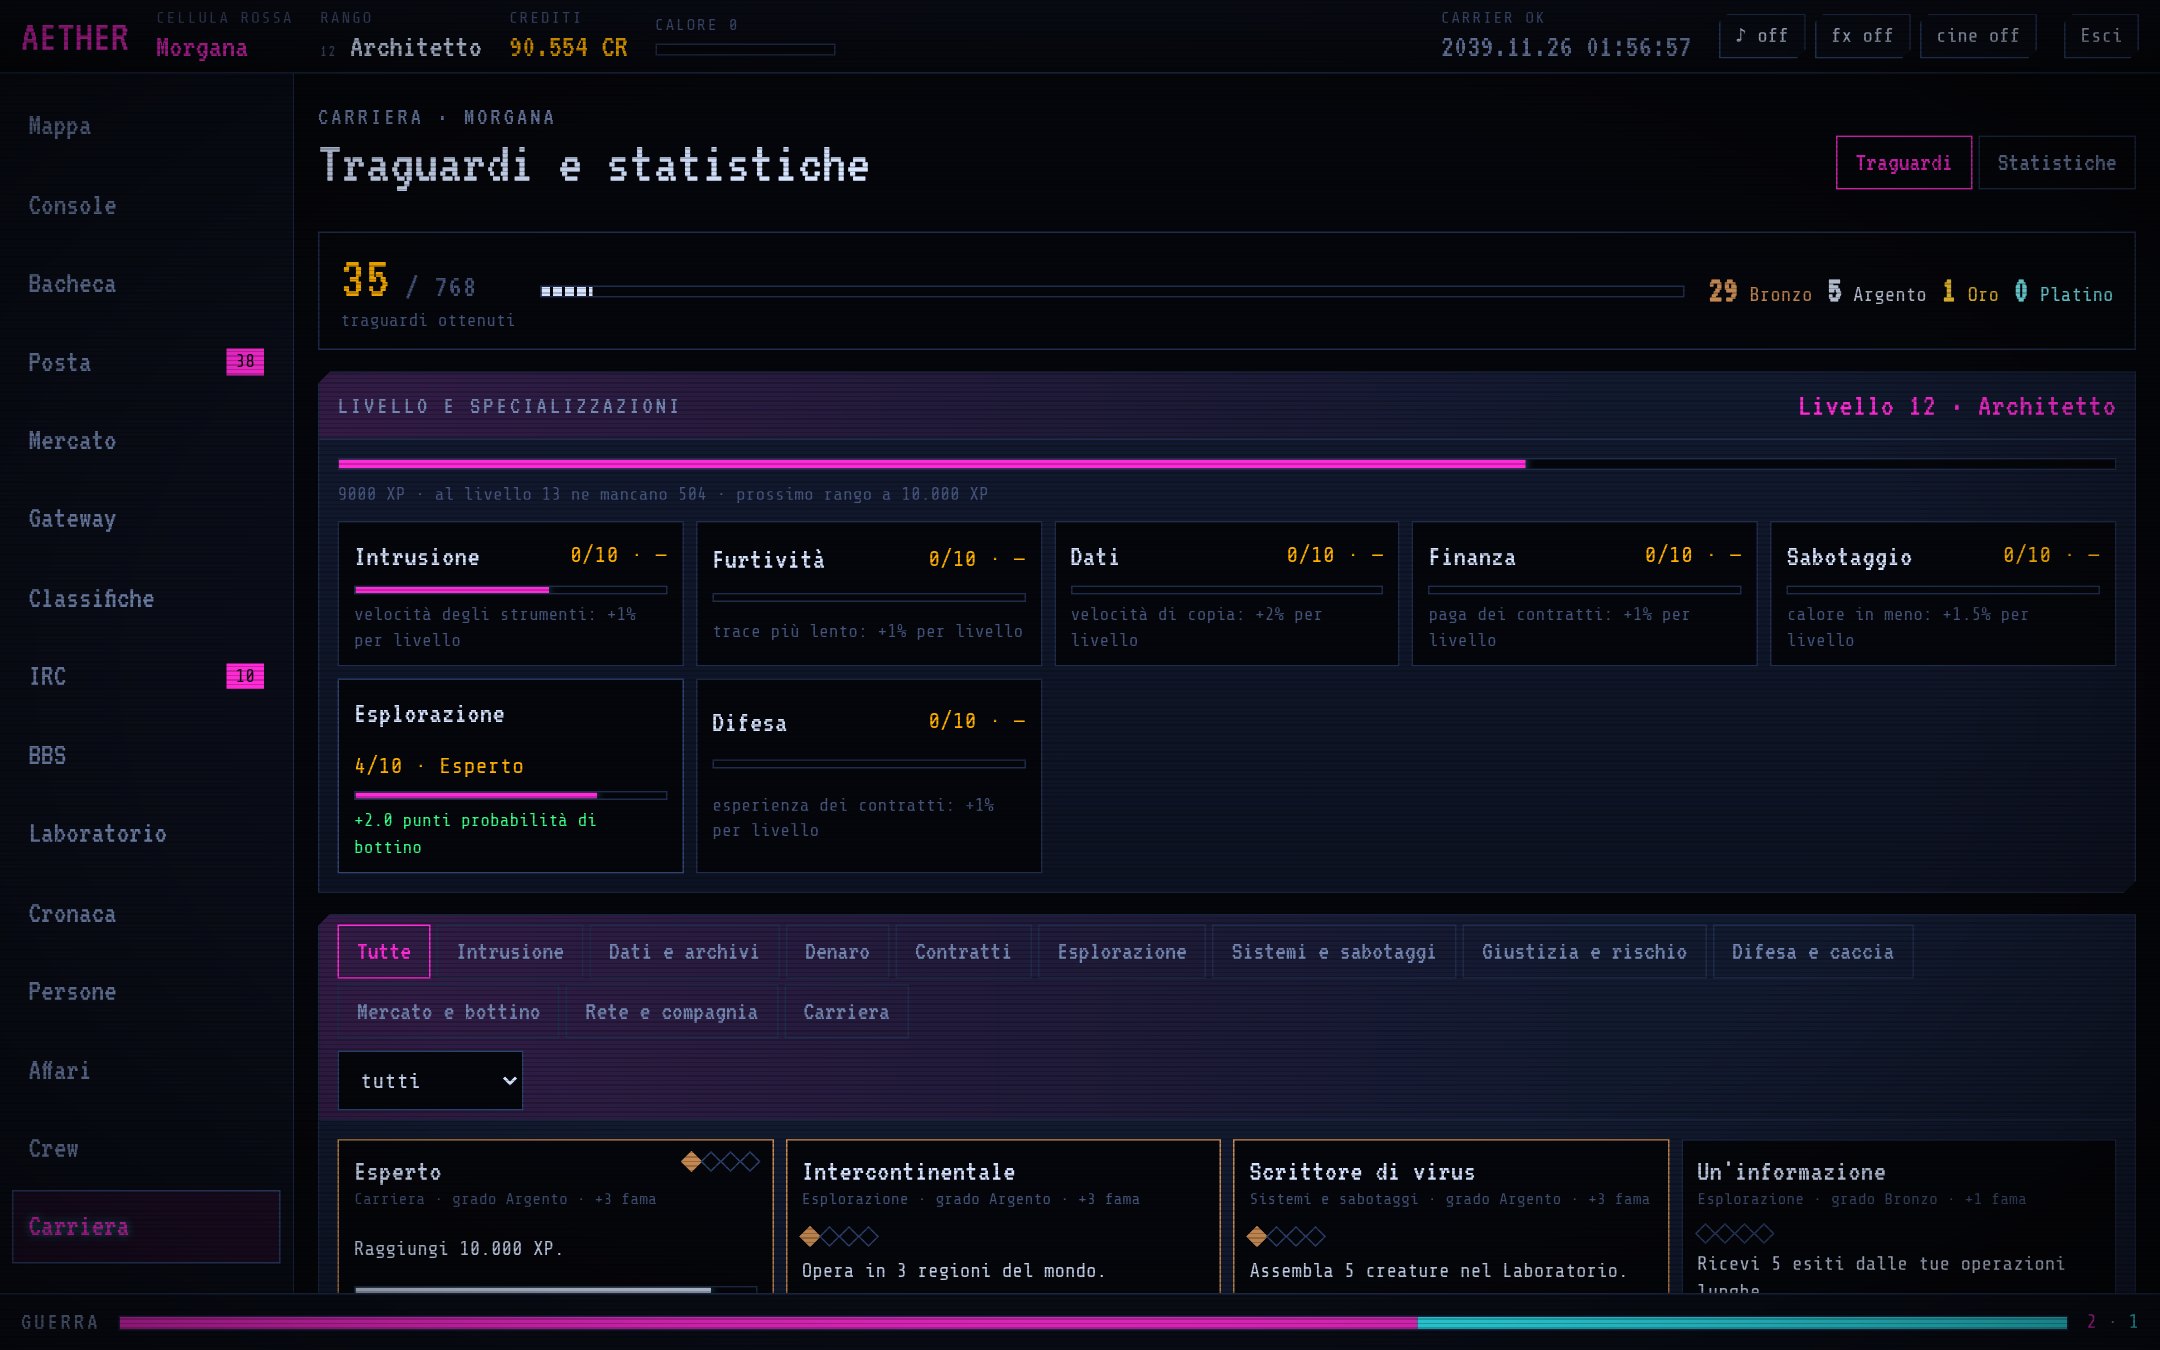 AETHER
CELLULA ROSSA
Morgana
RANGO
12 Architetto
CREDITI
90.554 CR
CALORE 0
CARRIER OK
2039.11.26 01:56:57
♪ off
fx off
cine off
Esci
Mappa
Console
Bacheca
Posta 38
Mercato
Gateway
Classifiche
IRC 10
BBS
Laboratorio
Cronaca
Persone
Affari
Crew
Carriera
CARRIERA · MORGANA
Traguardi e statistiche
Traguardi
Statistiche
35 / 768
traguardi ottenuti
29 Bronzo 5 Argento 1 Oro 0 Platino
LIVELLO E SPECIALIZZAZIONI
Livello 12 · Architetto
9000 XP · al livello 13 ne mancano 504 · prossimo rango a 10.000 XP
Intrusione 0/10 · —
velocità degli strumenti: +1%
per livello
Furtività 0/10 · —
trace più lento: +1% per livello
Dati 0/10 · —
velocità di copia: +2% per
livello
Finanza 0/10 · —
paga dei contratti: +1% per
livello
Sabotaggio 0/10 · —
calore in meno: +1.5% per
livello
Esplorazione
4/10 · Esperto
+2.0 punti probabilità di
bottino
Difesa 0/10 · —
esperienza dei contratti: +1%
per livello
Tutte
Intrusione
Dati e archivi
Denaro
Contratti
Esplorazione
Sistemi e sabotaggi
Giustizia e rischio
Difesa e caccia
Mercato e bottino
Rete e compagnia
Carriera
tutti
Esperto
Carriera · grado Argento · +3 fama
Raggiungi 10.000 XP.
Intercontinentale
Esplorazione · grado Argento · +3 fama
Opera in 3 regioni del mondo.
Scrittore di virus
Sistemi e sabotaggi · grado Argento · +3 fama
Assembla 5 creature nel Laboratorio.
Un'informazione
Esplorazione · grado Bronzo · +1 fama
Ricevi 5 esiti dalle tue operazioni
lunghe
GUERRA
2 · 1